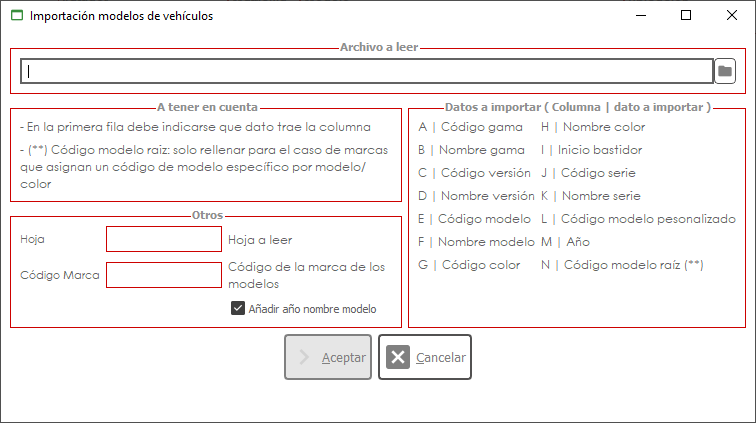 Importación modelos de vehículos
Archivo a leer
A tener en cuenta
- En la primera fila debe indicarse que dato trae la columna
- (**) Código modelo raiz: solo rellenar para el caso de marcas
que asignan un código de modelo específico por modelo/
color
Otros
Hoja
Hoja a leer
Código Marca
Código de la marca de los
modelos
Añadir año nombre modelo
Datos a importar ( Columna | dato a importar )
A | Código gama
H | Nombre color
B | Nombre gama
I | Inicio bastidor
C | Código versión
J | Código serie
D | Nombre versión
K | Nombre serie
E | Código modelo
L | Código modelo pesonalizado
F | Nombre modelo
M | Año
G | Código color
N | Código modelo raíz (**)
Aceptar
Cancelar